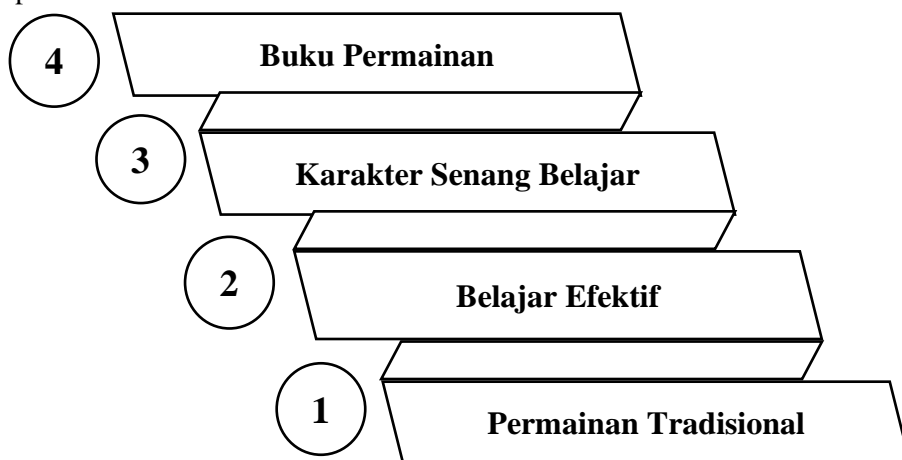 4
Buku Permainan
3
Karakter Senang Belajar
2
Belajar Efektif
1
Permainan Tradisional